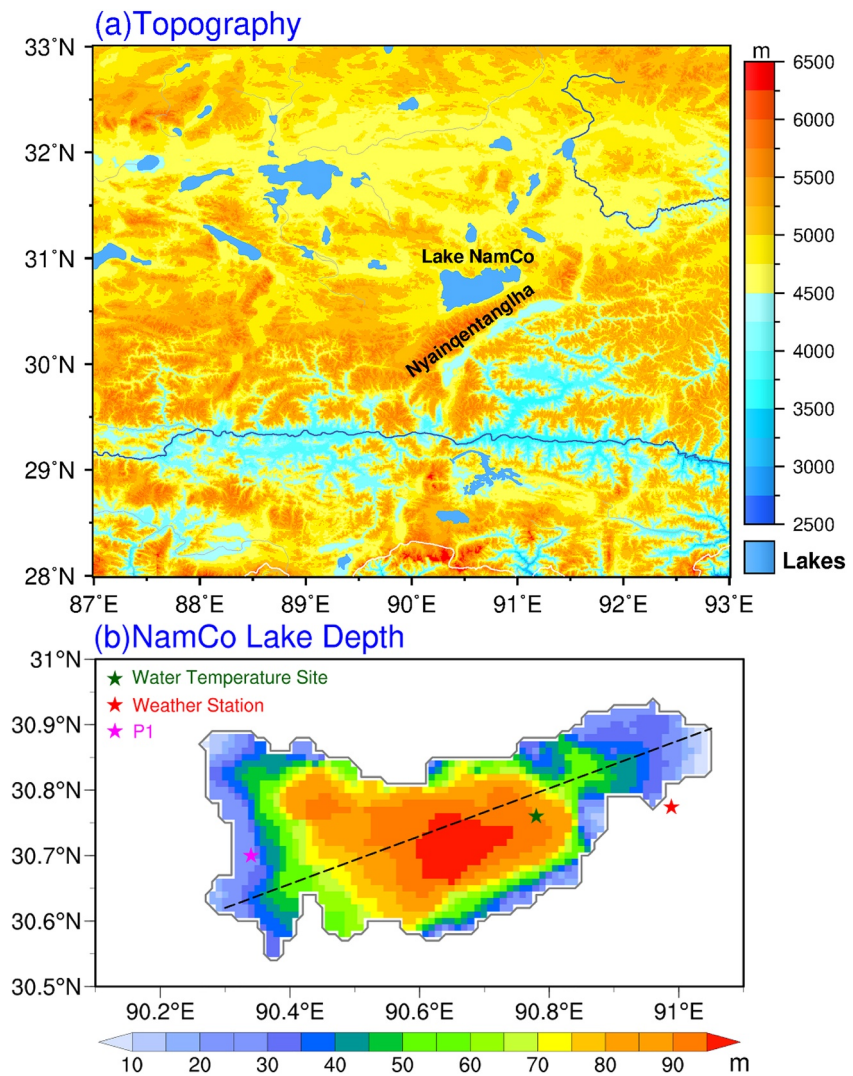 (a)Topography
m
33°N
32°N
31°N
30°N
29°N
28°N
87°E 88°E 89°E 90°E 91°E 92°E 93°E
Lake NamCo
Nyainqentanglha
6500
6000
5500
5000
4500
4000
3500
3000
2500
Lakes
(b)NamCo Lake Depth
31°N
30.9°N
30.8°N
30.7°N
30.6°N
30.5°N
Water Temperature Site
Weather Station
P1
90.2°E 90.4°E 90.6°E 90.8°E 91°E
10 20 30 40 50 60 70 80 90 m